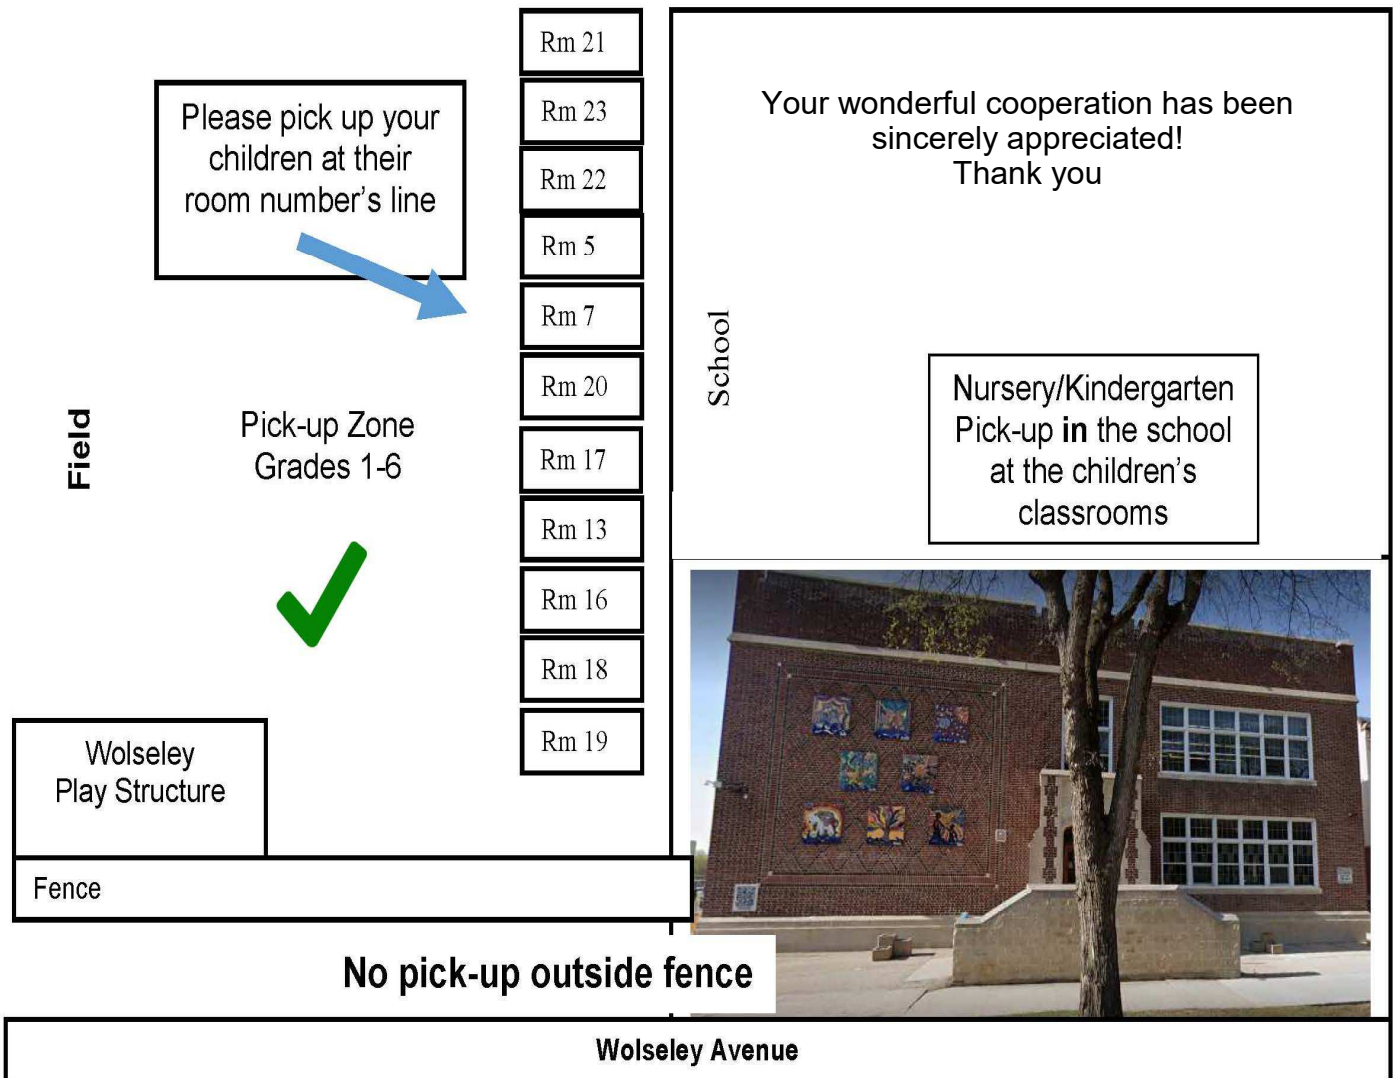 Rm 21
Rm 23
Rm 22
Rm 5
Rm 7
Rm 20
Rm 17
Rm 13
Rm 16
Rm 18
Rm 19
Please pick up your
children at their
room number’s line
Field
Pick-up Zone
Grades 1-6
Wolseley
Play Structure
Fence
No pick-up outside fence
Your wonderful cooperation has been
sincerely appreciated!
Thank you
School
Nursery/Kindergarten
Pick-up in the school
at the children’s
classrooms
Wolseley Avenue